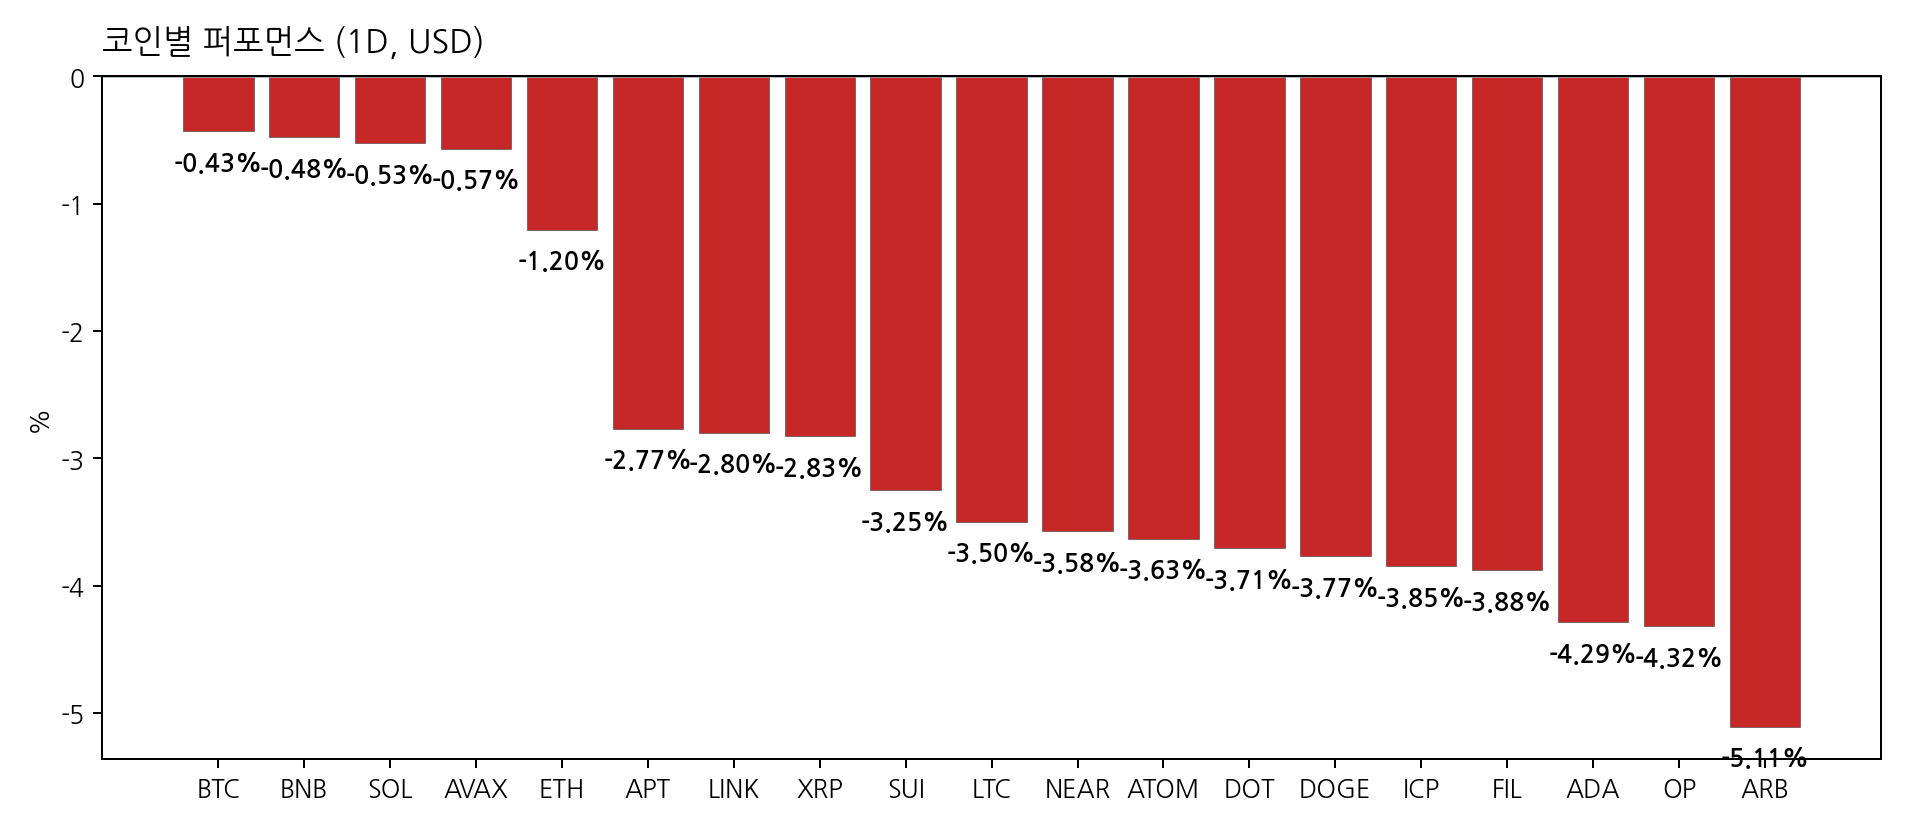 코인별 퍼포먼스 (1D, USD)
%
0
-1
-2
-3
-4
-5
-0.43% -0.48% -0.53% -0.57% -1.20% -2.77% -2.80% -2.83% -3.25% -3.50% -3.58% -3.63% -3.71% -3.77% -3.85% -3.88% -4.29% -4.32% -5.11%
BTC BNB SOL AVAX ETH APT LINK XRP SUI LTC NEAR ATOM DOT DOGE ICP FIL ADA OP ARB